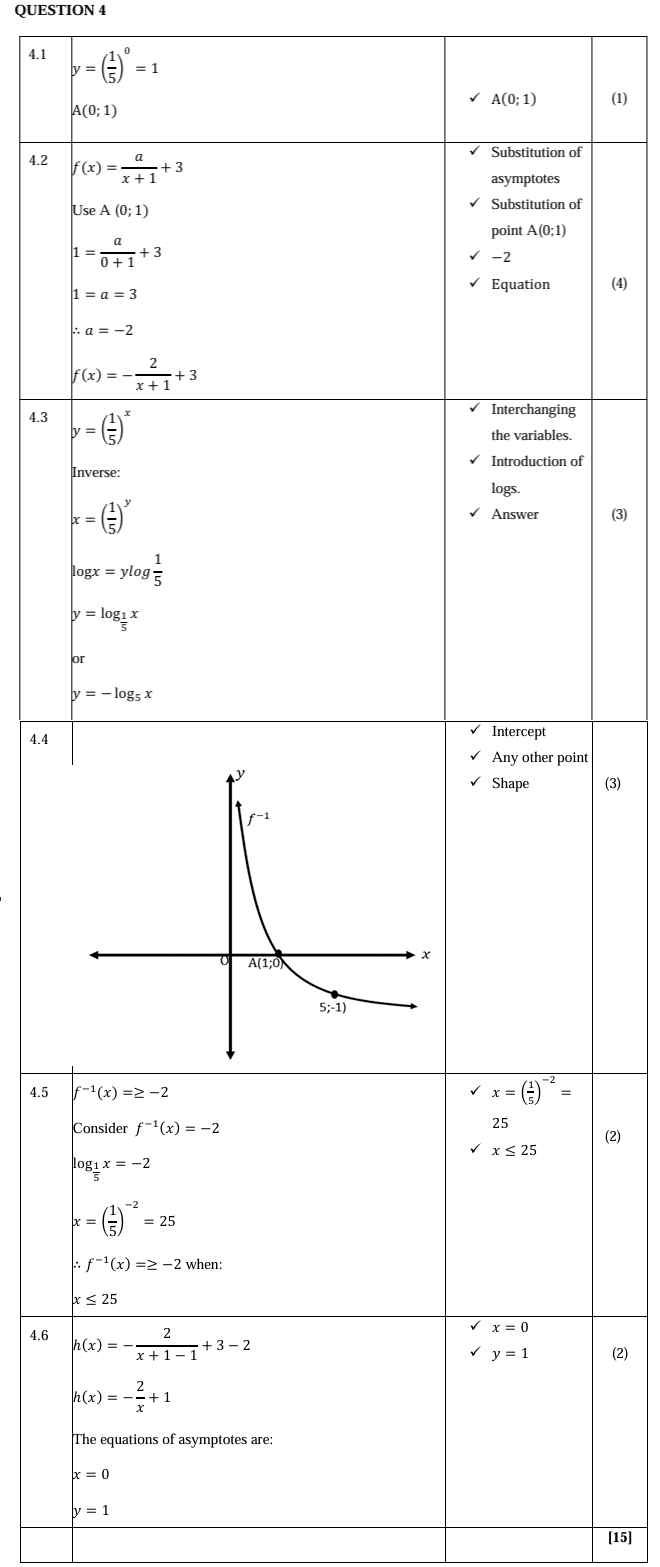 QUESTION 4
4.1
y = (1/5)^0 = 1
A(0; 1)
✓ A(0; 1)
(1)
4.2
f(x) = a/(x + 1) + 3
Use A (0; 1)
1 = a/(0 + 1) + 3
1 = a = 3
∴ a = −2
f(x) = − 2/(x + 1) + 3
✓ Substitution of
asymptotes
✓ Substitution of
point A(0;1)
✓ −2
✓ Equation
(4)
4.3
y = (1/5)^x
Inverse:
x = (1/5)^y
logx = ylog 1/5
y = log_(1/5) x
or
y = − log_5 x
✓ Interchanging
the variables.
✓ Introduction of
logs.
✓ Answer
(3)
4.4
y
f^−1
x
O
A(1;0)
5;-1)
✓ Intercept
✓ Any other point
✓ Shape
(3)
4.5
f^−1(x) =≥ −2
Consider f^−1(x) = −2
log_(1/5) x = −2
x = (1/5)^−2 = 25
∴ f^−1(x) =≥ −2 when:
x ≤ 25
✓ x = (1/5)^−2 =
25
✓ x ≤ 25
(2)
4.6
h(x) = − 2/(x + 1 − 1) + 3 − 2
h(x) = − 2/x + 1
The equations of asymptotes are:
x = 0
y = 1
✓ x = 0
✓ y = 1
(2)
[15]